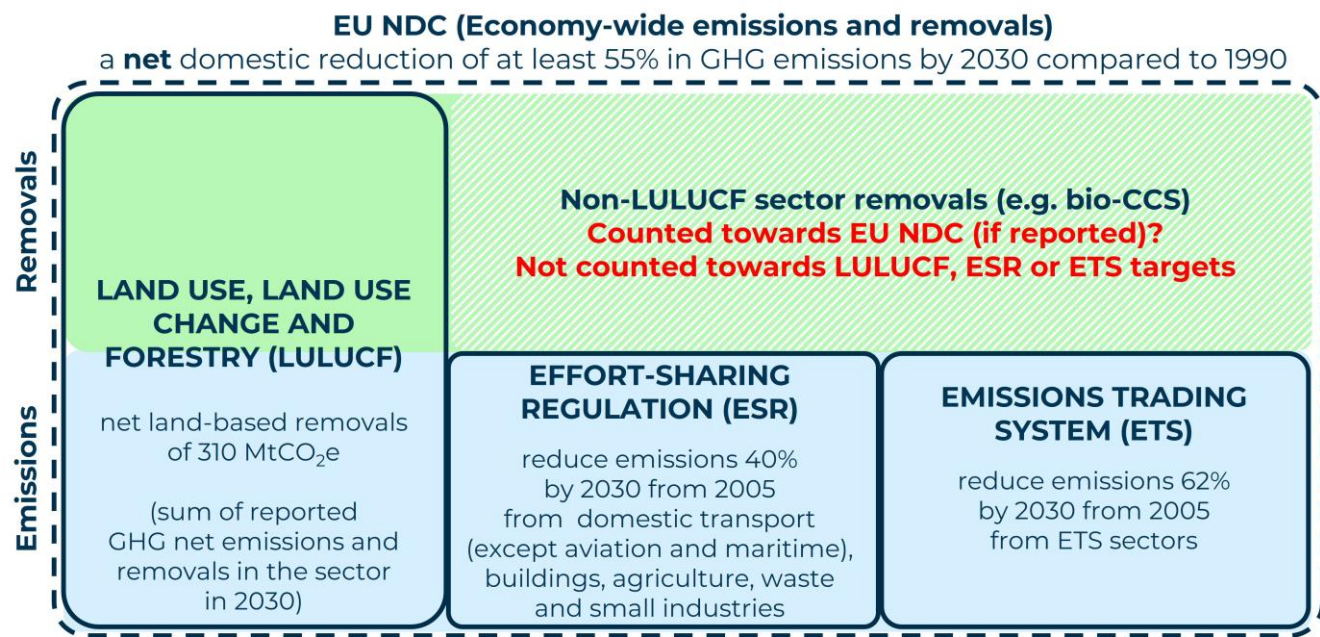 EU NDC (Economy-wide emissions and removals)
a net domestic reduction of at least 55% in GHG emissions by 2030 compared to 1990
Removals
Non-LULUCF sector removals (e.g. bio-CCS)
Counted towards EU NDC (if reported)?
Not counted towards LULUCF, ESR or ETS targets
LAND USE, LAND USE
CHANGE AND
FORESTRY (LULUCF)
Emissions
net land-based removals
of 310 MtCO₂e
(sum of reported
GHG net emissions and
removals in the sector
in 2030)
EFFORT-SHARING
REGULATION (ESR)
reduce emissions 40%
by 2030 from 2005
from domestic transport
(except aviation and maritime),
buildings, agriculture, waste
and small industries
EMISSIONS TRADING
SYSTEM (ETS)
reduce emissions 62%
by 2030 from 2005
from ETS sectors